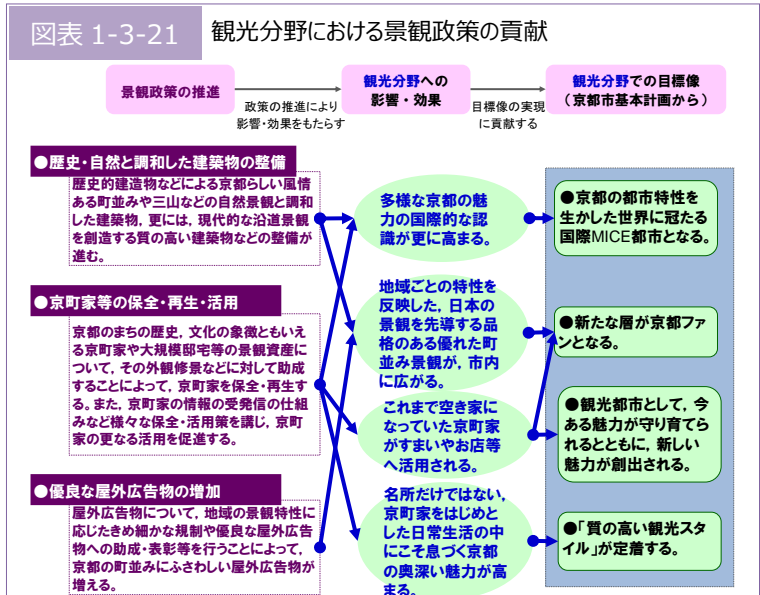 図表 1-3-21
観光分野における景観政策の貢献
景観政策の推進
政策の推進により
影響・効果をもたらす
観光分野への
影響・効果
目標像の実現
に貢献する
観光分野での目標像
（京都市基本計画から）
●歴史・自然と調和した建築物の整備
歴史的建造物などによる京都らしい風情
ある町並みや三山などの自然景観と調和
した建築物，更には，現代的な沿道景観
を創造する質の高い建築物などの整備が
進む。
●京町家等の保全・再生・活用
京都のまちの歴史，文化の象徴ともいえ
る京町家や大規模邸宅等の景観資産に
ついて，その外観修景などに対して助成
することによって，京町家を保全・再生す
る。また，京町家の情報の受発信の仕組
みなど様々な保全・活用策を講じ，京町
家の更なる活用を促進する。
●優良な屋外広告物の増加
屋外広告物について，地域の景観特性に
応じたきめ細かな規制や優良な屋外広告
物への助成・表彰等を行うことによって，
京都の町並みにふさわしい屋外広告物が
増える。
多様な京都の魅
力の国際的な認
識が更に高まる。
地域ごとの特性を
反映した，日本の
景観を先導する品
格のある優れた町
並み景観が，市内
に広がる。
これまで空き家に
なっていた京町家
がすまいやお店等
へ活用される。
名所だけではない，
京町家をはじめと
した日常生活の中
にこそ息づく京都
の奥深い魅力が高
まる。
●京都の都市特性を
生かした世界に冠たる
国際MICE都市となる。
●新たな層が京都ファ
ンとなる。
●観光都市として，今
ある魅力が守り育てら
れるとともに，新しい
魅力が創出される。
●「質の高い観光スタ
イル」が定着する。